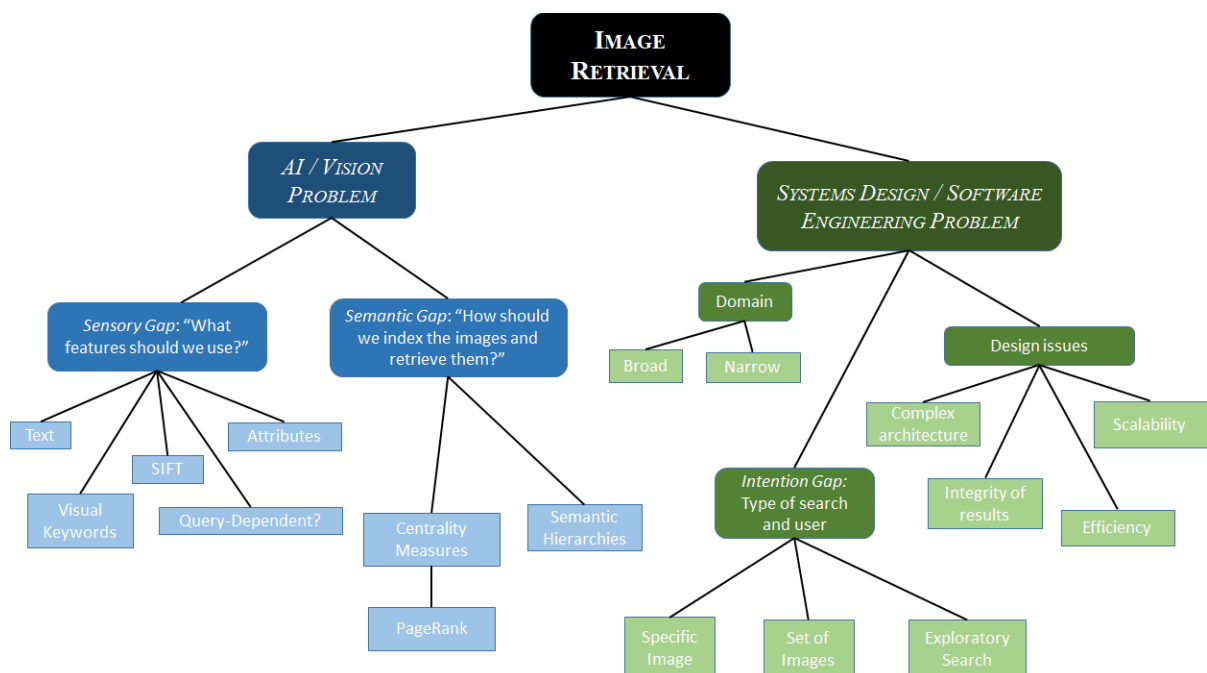 IMAGE
RETRIEVAL
AI / VISION
PROBLEM
SYSTEMS DESIGN / SOFTWARE
ENGINEERING PROBLEM
Sensory Gap: “What
features should we use?”
Semantic Gap: “How should
we index the images and
retrieve them?”
Domain
Design issues
Broad
Narrow
Text
Attributes
SIFT
Visual
Keywords
Query-Dependent?
Centrality
Measures
Semantic
Hierarchies
PageRank
Complex
architecture
Scalability
Integrity of
results
Efficiency
Intention Gap:
Type of search
and user
Specific
Image
Set of
Images
Exploratory
Search